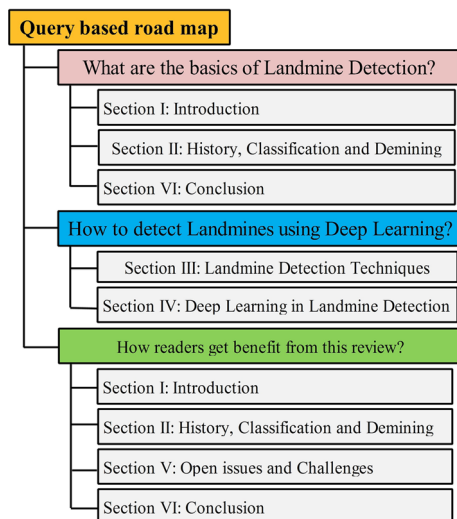 Query based road map
What are the basics of Landmine Detection?
Section I: Introduction
Section II: History, Classification and Demining
Section VI: Conclusion
How to detect Landmines using Deep Learning?
Section III: Landmine Detection Techniques
Section IV: Deep Learning in Landmine Detection
How readers get benefit from this review?
Section I: Introduction
Section II: History, Classification and Demining
Section V: Open issues and Challenges
Section VI: Conclusion